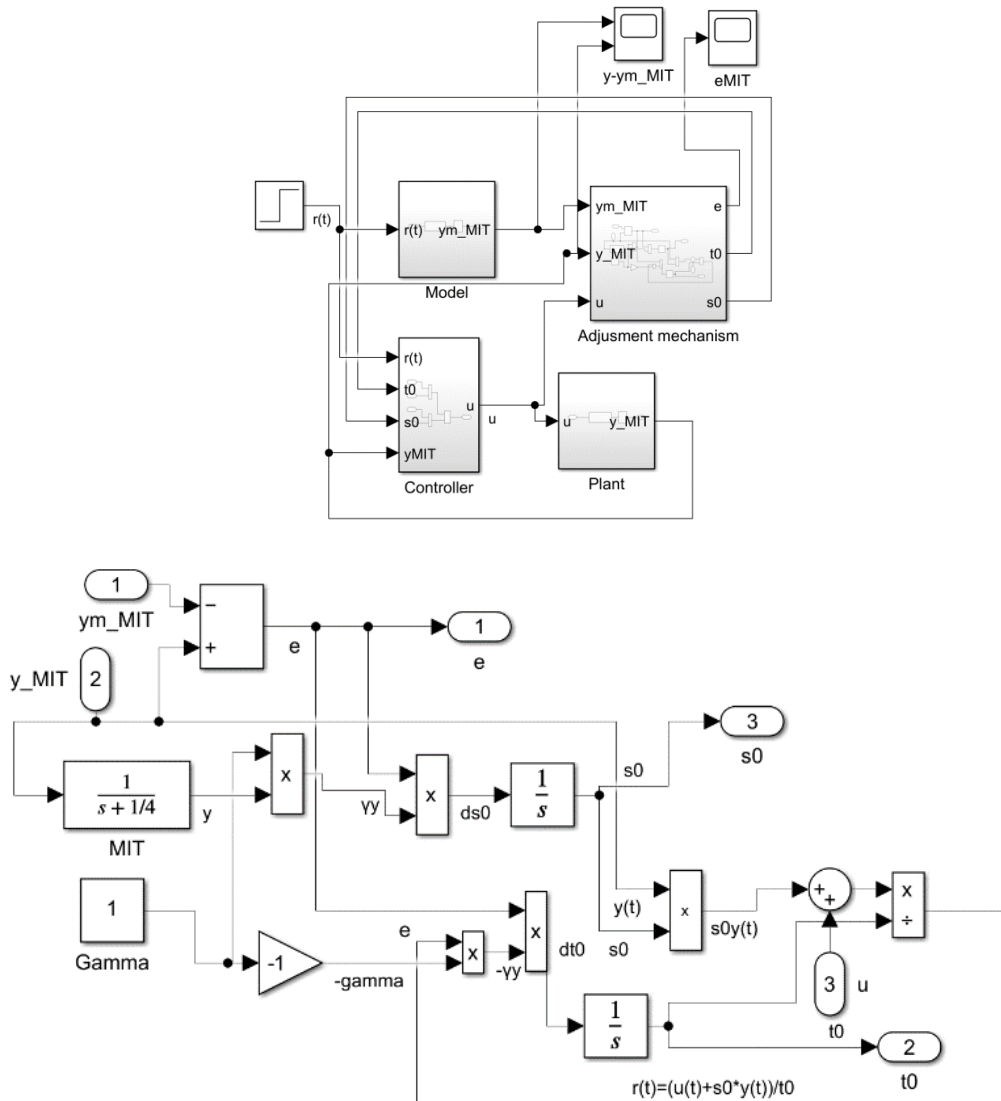 y-ym_MIT
eMIT
r(t)
r(t)
ym_MIT
Model
ym_MIT
y_MIT
u
e
t0
s0
Adjusment mechanism
r(t)
t0
s0
yMIT
u
u
Controller
u
y_MIT
Plant
1
ym_MIT
−
+
e
1
e
y_MIT
2
3
s0
1
s + 1/4
y
MIT
x
γy
x
ds0
1
s
s0
1
Gamma
-1
-gamma
e
x
-γy
x
dt0
y(t)
s0
x
s0y(t)
+
+
x
÷
3
u
t0
1
s
2
t0
r(t)=(u(t)+s0*y(t))/t0